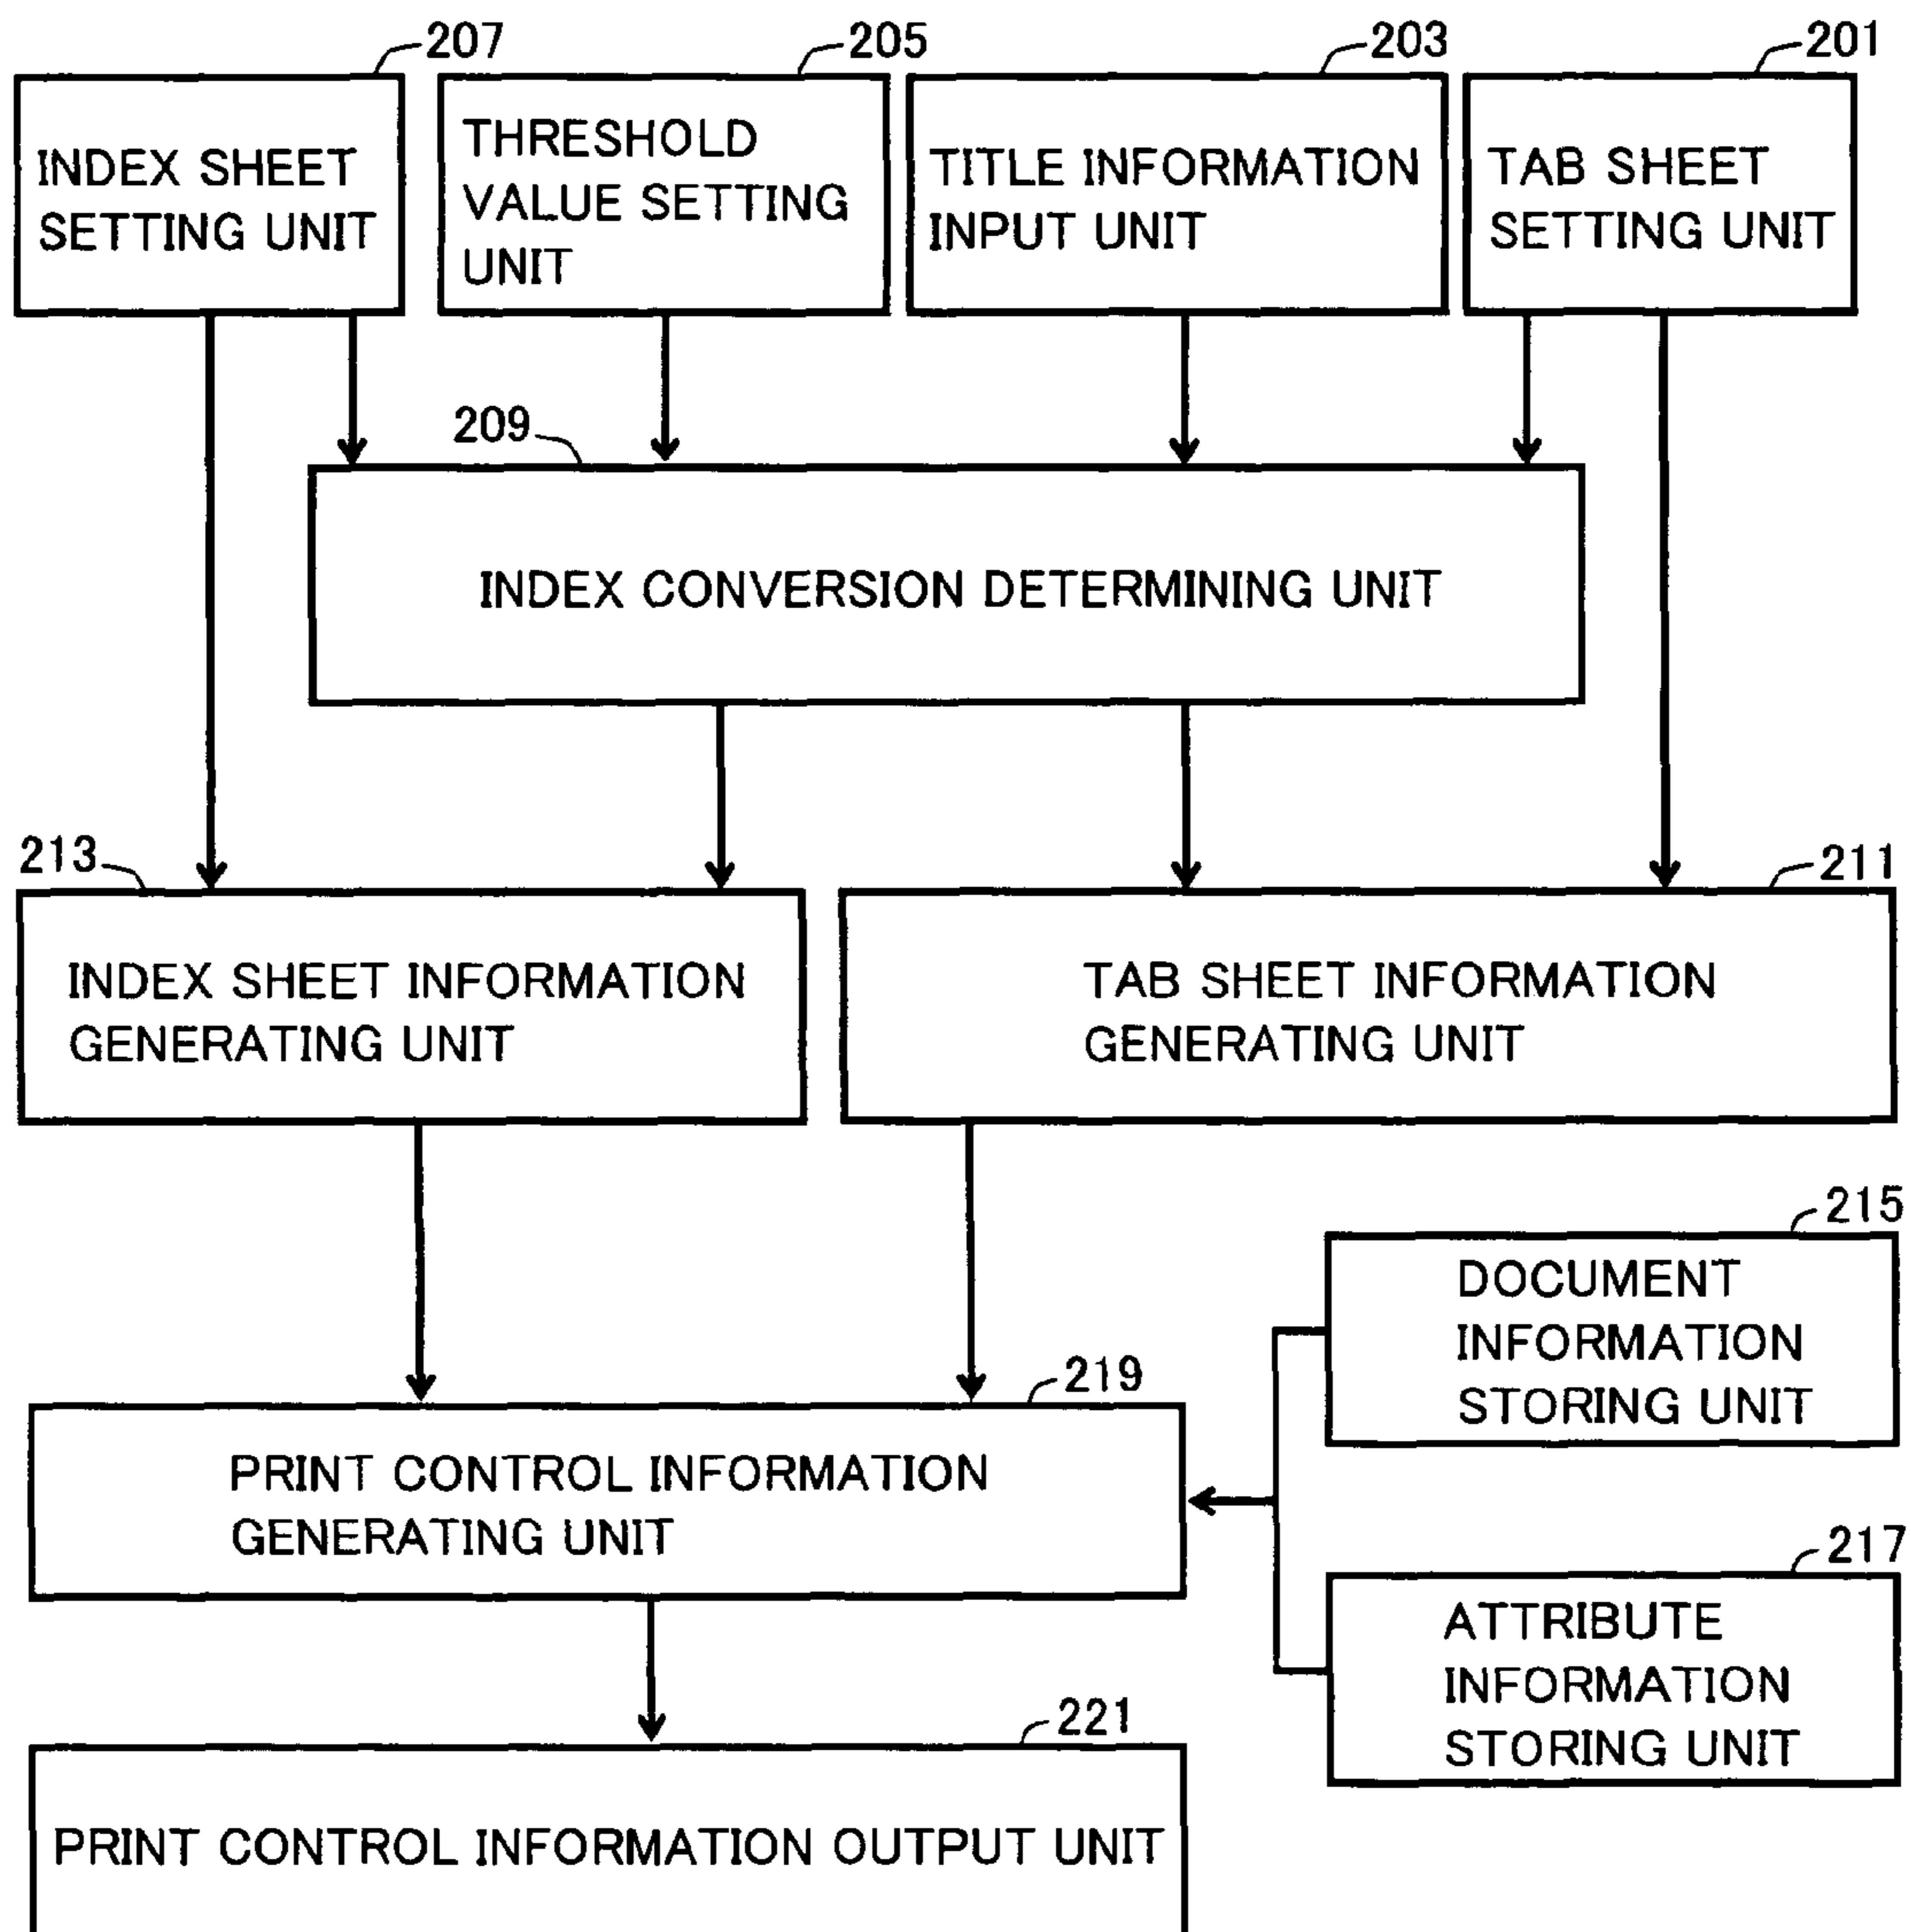 207
205
203
201
INDEX SHEET
SETTING UNIT
THRESHOLD
VALUE SETTING
UNIT
TITLE INFORMATION
INPUT UNIT
TAB SHEET
SETTING UNIT
209
INDEX CONVERSION DETERMINING UNIT
213
211
INDEX SHEET INFORMATION
GENERATING UNIT
TAB SHEET INFORMATION
GENERATING UNIT
215
DOCUMENT
INFORMATION
STORING UNIT
219
PRINT CONTROL INFORMATION
GENERATING UNIT
217
ATTRIBUTE
INFORMATION
STORING UNIT
221
PRINT CONTROL INFORMATION OUTPUT UNIT